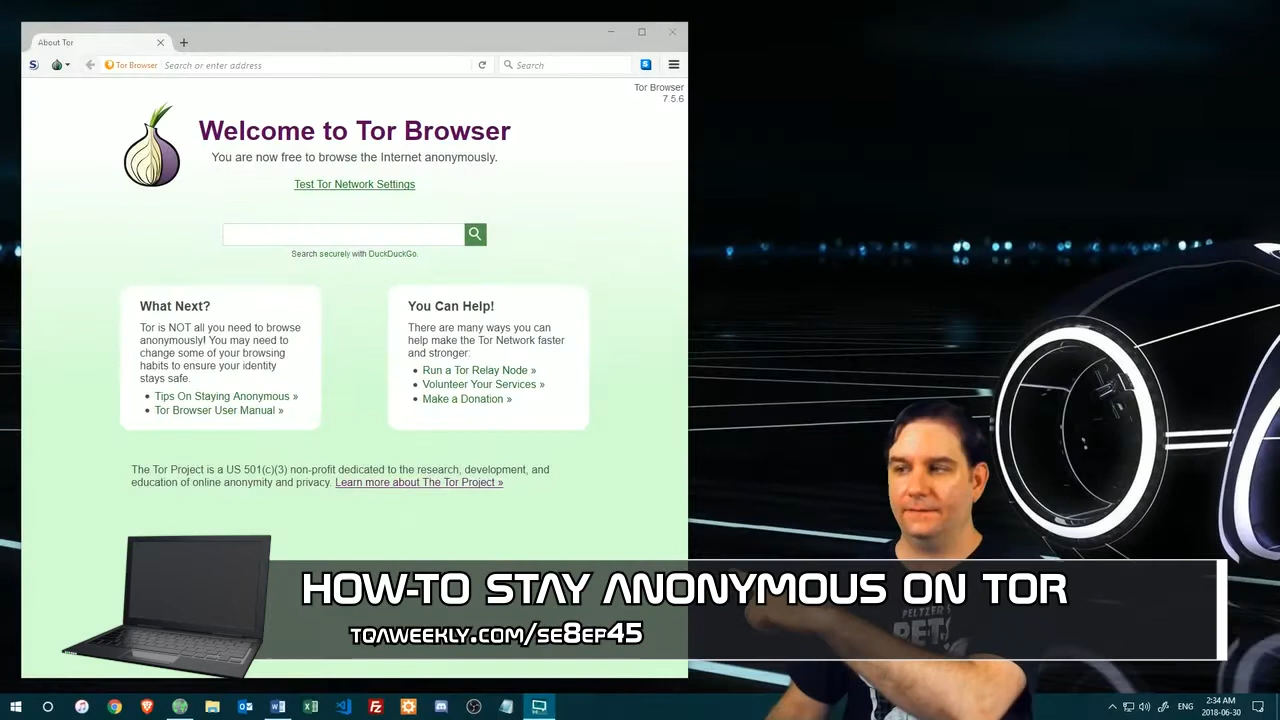 About Tor
Tor Browser
Search or enter address
Search
Tor Browser
7.5.6
Welcome to Tor Browser
You are now free to browse the Internet anonymously.
Test Tor Network Settings
Search securely with DuckDuckGo.
What Next?
Tor is NOT all you need to browse
anonymously! You may need to
change some of your browsing
habits to ensure your identity
stays safe.
Tips On Staying Anonymous »
Tor Browser User Manual »
You Can Help!
There are many ways you can
help make the Tor Network faster
and stronger:
Run a Tor Relay Node »
Volunteer Your Services »
Make a Donation »
The Tor Project is a US 501(c)(3) non-profit dedicated to the research, development, and
education of online anonymity and privacy. Learn more about The Tor Project »
HOW-TO STAY ANONYMOUS ON TOR
TQAWEEKLY.COM/SE8EP45
PELTZER'S
PETS
ENG
2:34 AM
2018-06-30